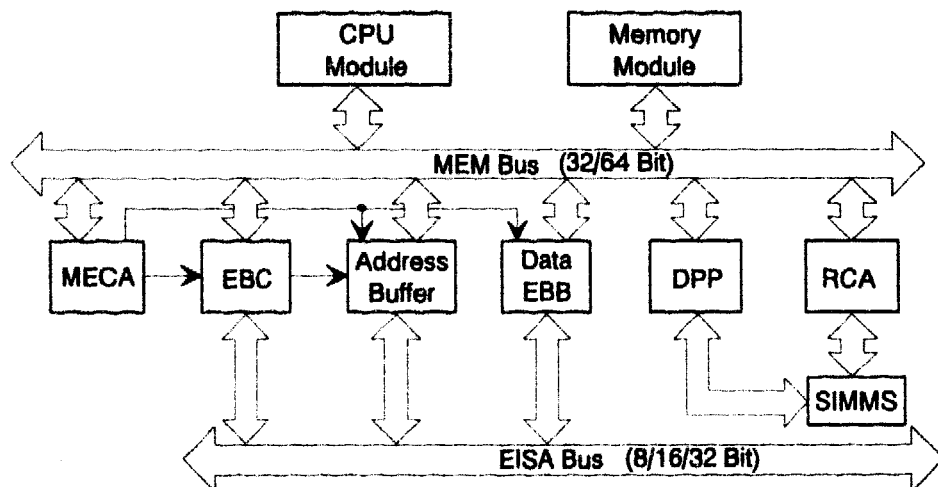 CPU
Module
Memory
Module
MEM Bus (32/64 Bit)
MECA
EBC
Address
Buffer
Data
EBB
DPP
RCA
SIMMS
EISA Bus (8/16/32 Bit)